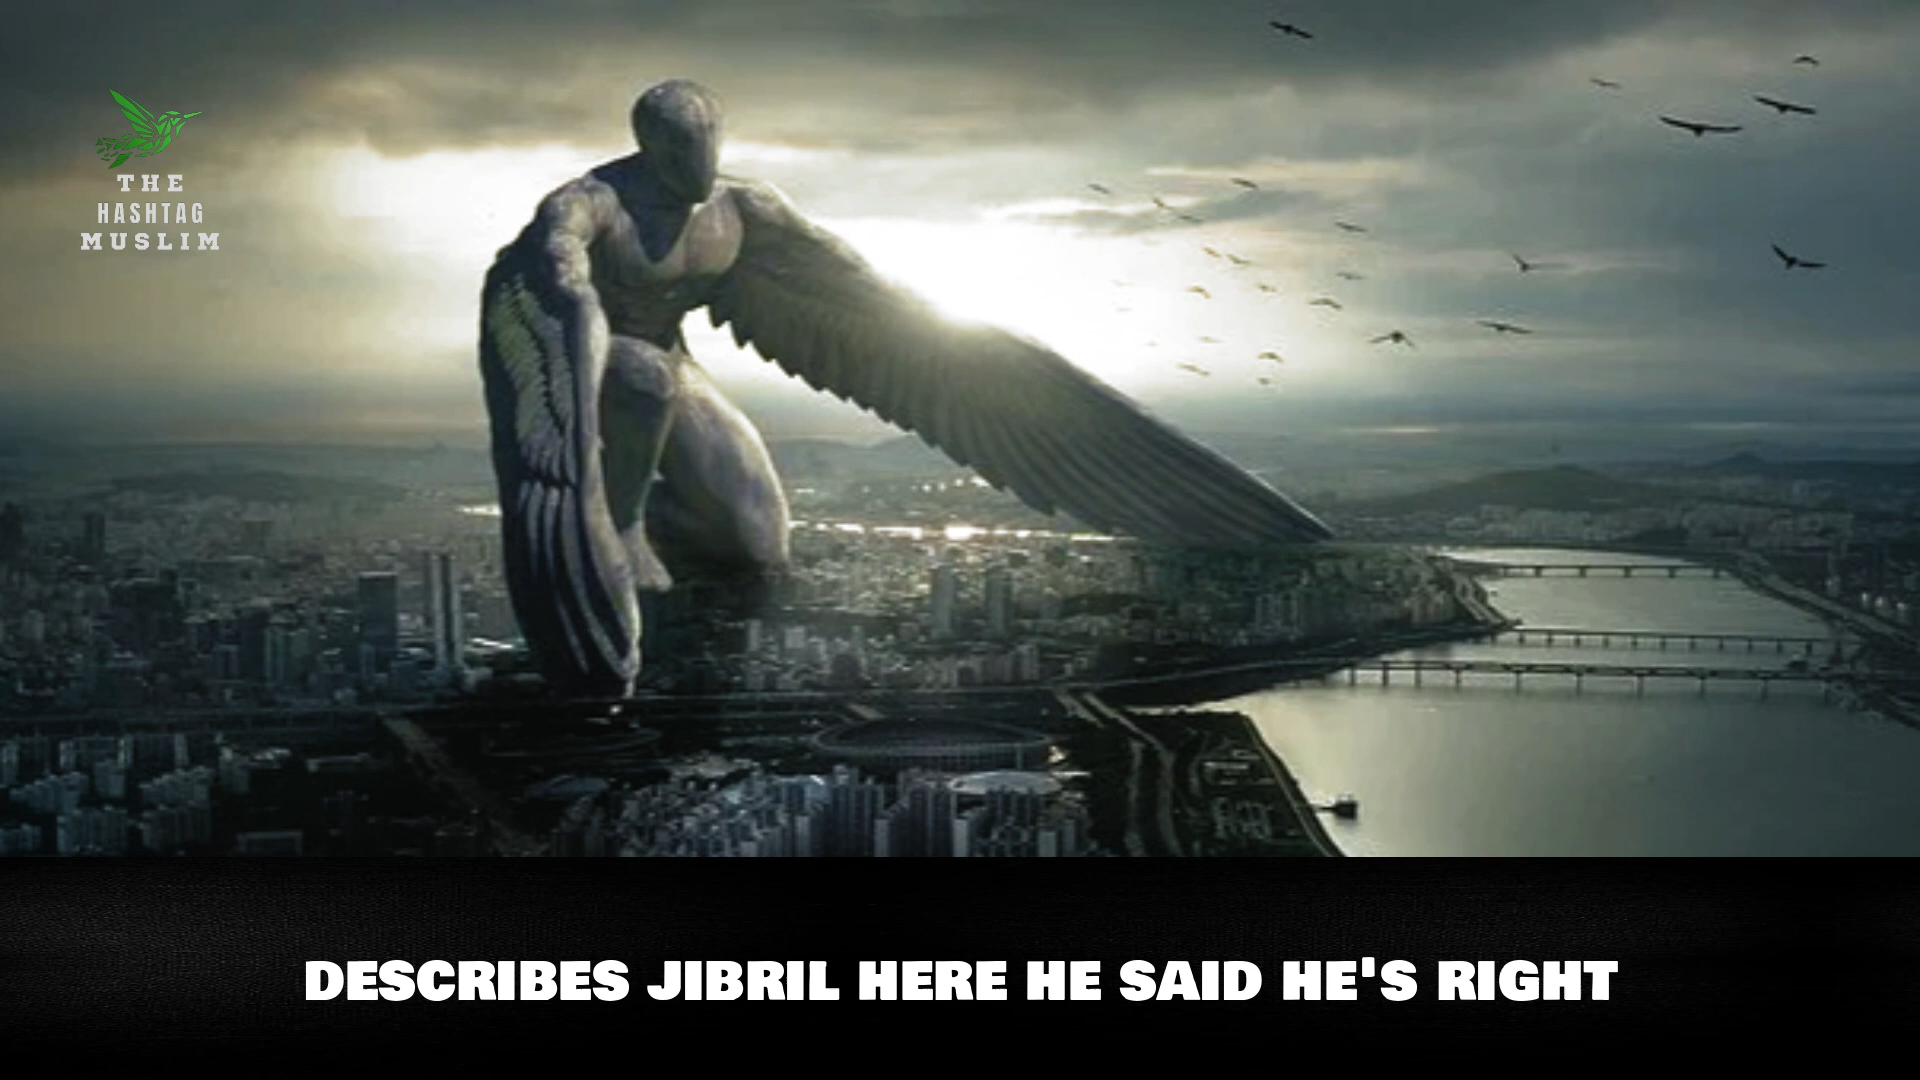 THE
HASHTAG
MUSLIM
DESCRIBES JIBRIL HERE HE SAID HE'S RIGHT